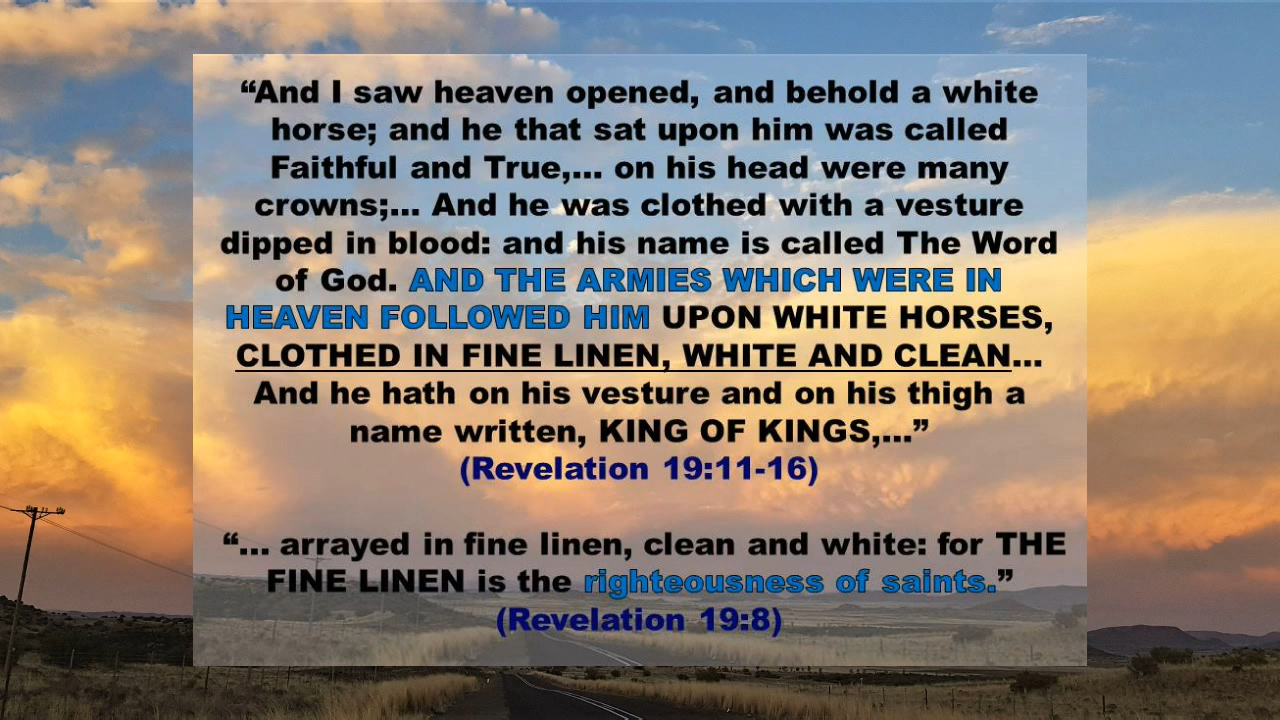 “And I saw heaven opened, and behold a white
horse; and he that sat upon him was called
Faithful and True,... on his head were many
crowns;... And he was clothed with a vesture
dipped in blood: and his name is called The Word
of God. AND THE ARMIES WHICH WERE IN
HEAVEN FOLLOWED HIM UPON WHITE HORSES,
CLOTHED IN FINE LINEN, WHITE AND CLEAN...
And he hath on his vesture and on his thigh a
name written, KING OF KINGS,...”
(Revelation 19:11-16)
“... arrayed in fine linen, clean and white: for THE
FINE LINEN is the righteousness of saints.”
(Revelation 19:8)